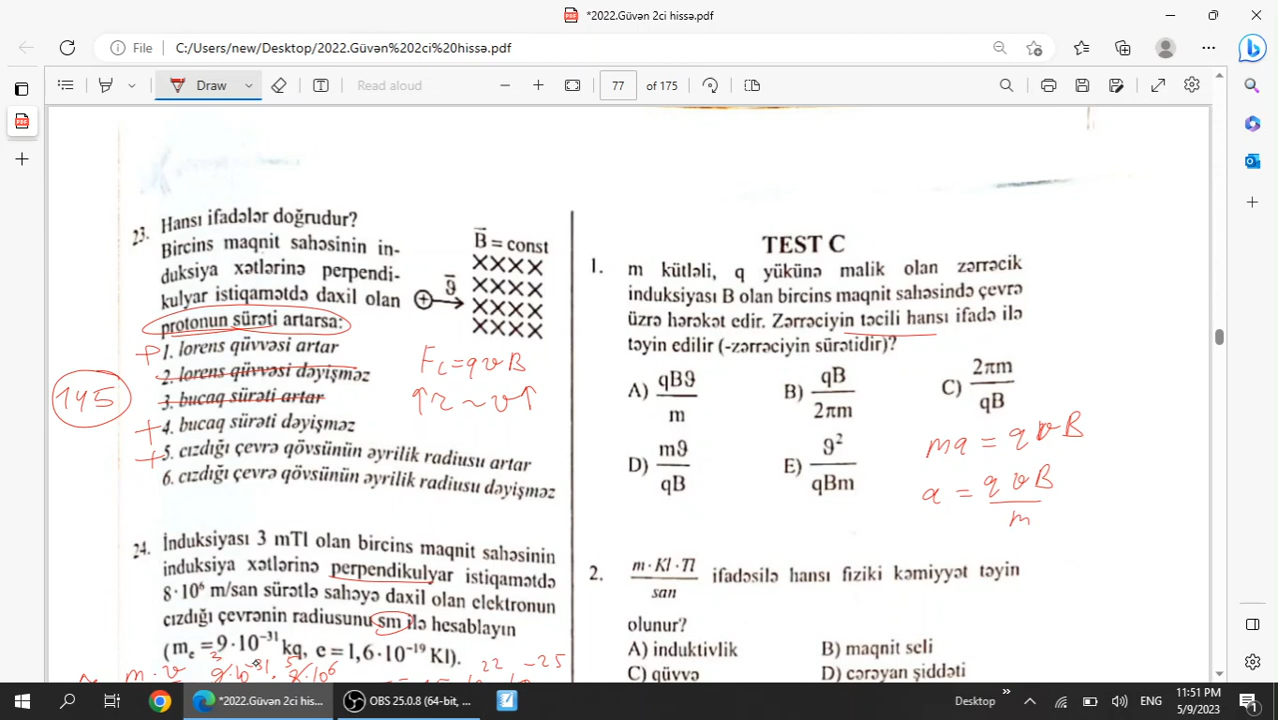 *2022.Güvən 2ci hissə.pdf
File
C:/Users/new/Desktop/2022.Güvən%202ci%20hissə.pdf
Draw
Read aloud
77
of 175
23.
Hansı ifadələr doğrudur?
Bircins maqnit sahəsinin in-
duksiya xətlərinə perpendi-
kulyar istiqamətdə daxil olan
protonun sürəti artarsa:
1. lorens qüvvəsi artar
2. lorens qüvvəsi dəyişməz
3. bucaq sürəti artar
4. bucaq sürəti dəyişməz
5. cızdığı çevrə qövsünün əyrilik radiusu artar
6. cızdığı çevrə qövsünün əyrilik radiusu dəyişməz
145
B = const
ϑ
XXXX
XXXX
XXXX
XXXX
F = qvB
↑r ~ v↑
24.
İnduksiyası 3 mTl olan bircins maqnit sahəsinin
induksiya xətlərinə perpendikulyar istiqamətdə
8·10⁶ m/san sürətlə sahəyə daxil olan elektronun
cızdığı çevrənin radiusunu sm ilə hesablayın
(mₑ =9·10⁻³¹ kq, e = 1,6·10⁻¹⁹ Kl).
TEST C
1.
m kütləli, q yükünə malik olan zərrəcik
induksiyası B olan bircins maqnit sahəsində çevrə
üzrə hərəkət edir. Zərrəciyin təcili hansı ifadə ilə
təyin edilir (-zərrəciyin sürətidir)?
A) qBϑ/m
B) qB/2πm
C) 2πm/qB
D) mϑ/qB
E) ϑ²/qBm
ma = qvB
a = qvB/m
2.
m·Kl·Tl/san ifadəsilə hansı fiziki kəmiyyət təyin
olunur?
A) induktivlik
B) maqnit seli
C) qüvvə
D) cərəyan şiddəti
*2022.Güvən 2ci his...
OBS 25.0.8 (64-bit, ...
Desktop
ENG
11:51 PM
5/9/2023
1